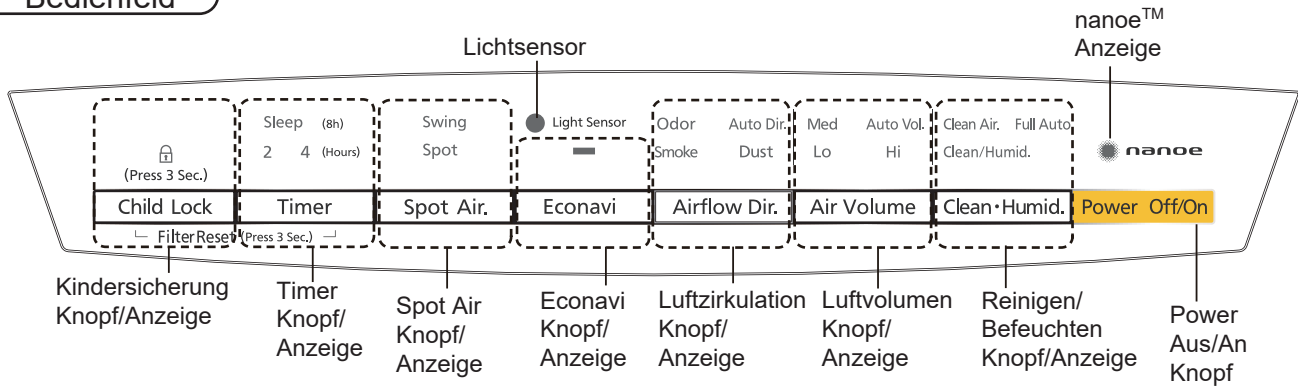 Bedienfeld
nanoe™
Anzeige
Lichtsensor
Sleep (8h)
2 4 (Hours)
Swing
Spot
Light Sensor
Odor Auto Dir.
Smoke Dust
Med Auto Vol.
Lo Hi
Clean Air. Full Auto
Clean/Humid.
nanoe
(Press 3 Sec.)
Child Lock
Timer
Spot Air.
Econavi
Airflow Dir.
Air Volume
Clean・Humid.
Power Off/On
FilterReset (Press 3 Sec.)
Kindersicherung
Knopf/Anzeige
Timer
Knopf/
Anzeige
Spot Air
Knopf/
Anzeige
Econavi
Knopf/
Anzeige
Luftzirkulation
Knopf/
Anzeige
Luftvolumen
Knopf/
Anzeige
Reinigen/
Befeuchten
Knopf/Anzeige
Power
Aus/An
Knopf